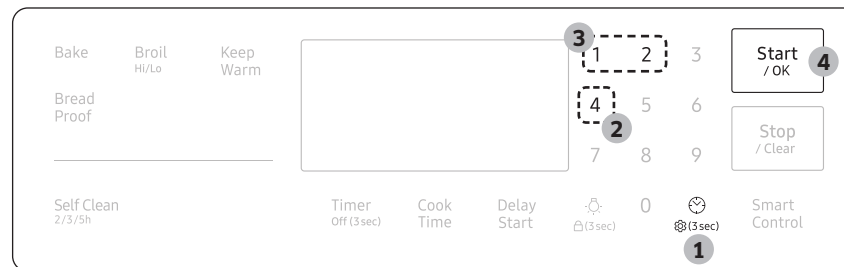 Bake Broil Keep
Hi/Lo Warm
Bread
Proof
Self Clean
2/3/5h
Timer Cook Delay
Off (3 sec) Time Start
3
1 2 3
4 5 6
2
7 8 9
(3 sec) 0 (3 sec)
1
Start
/ OK
4
Stop
/ Clear
Smart
Control